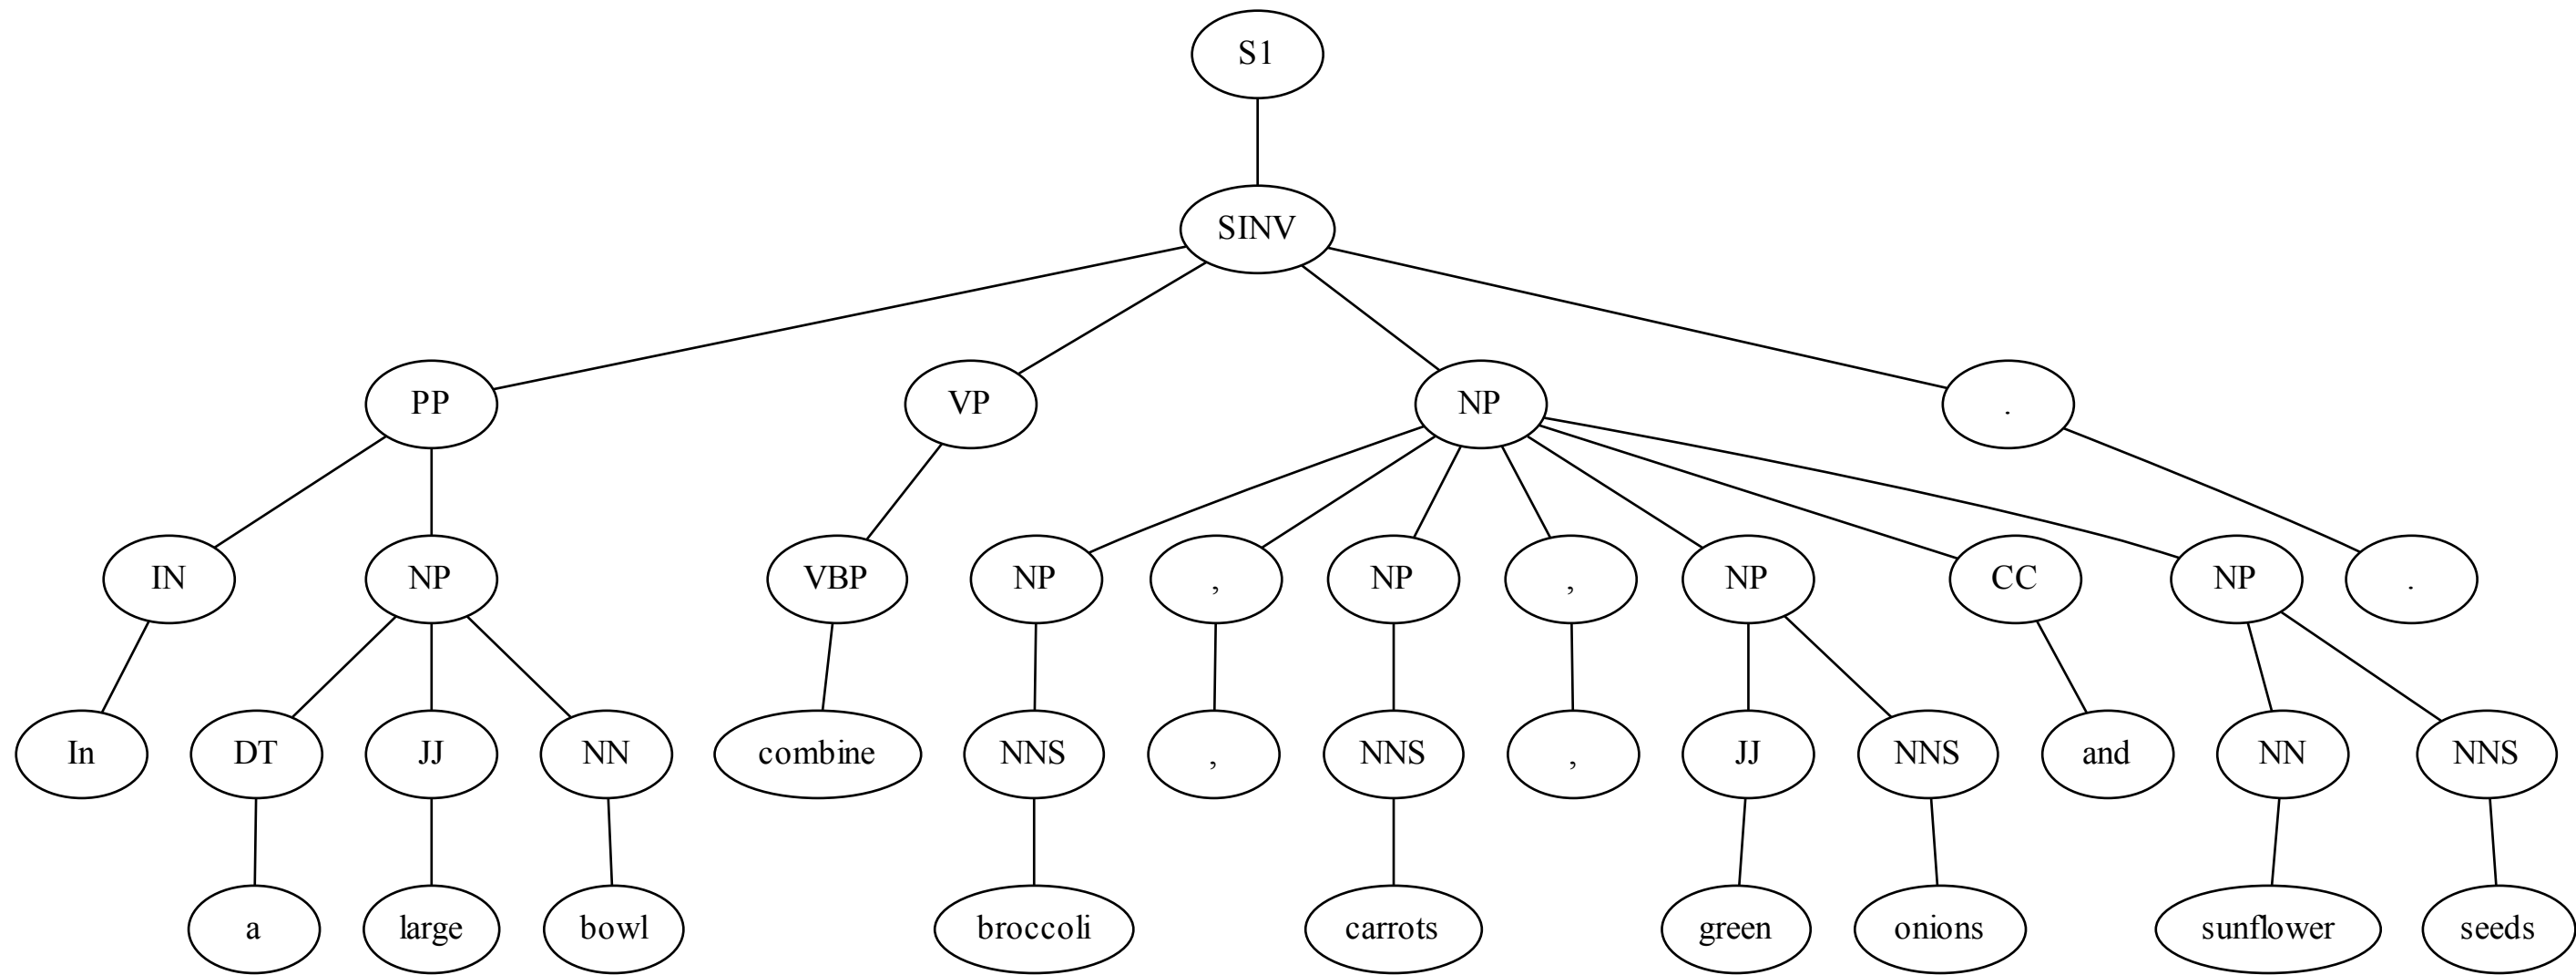 S1
SINV
PP VP NP .
IN NP VBP NP , NP , NP CC NP .
In DT JJ NN combine NNS , NNS , JJ NNS and NN NNS
a large bowl broccoli carrots green onions sunflower seeds